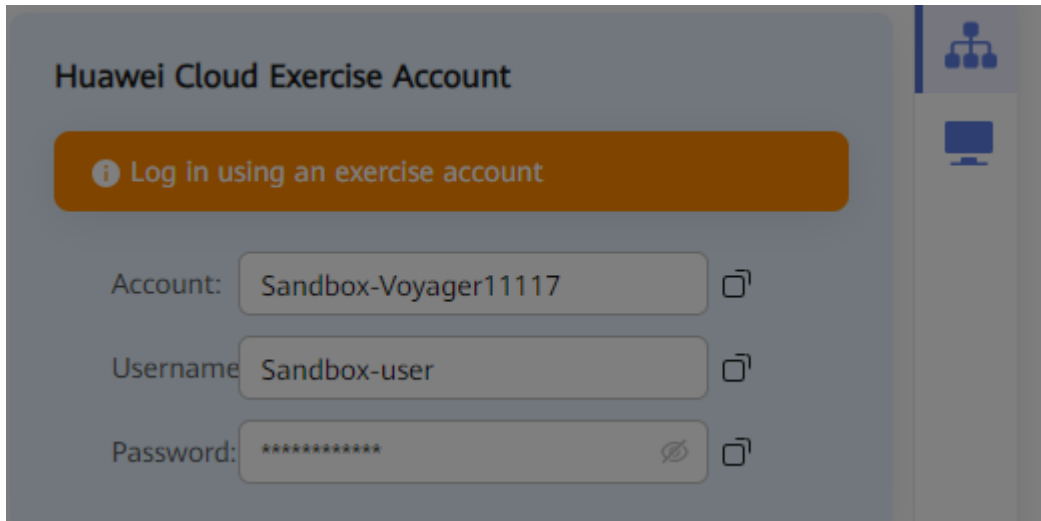 Huawei Cloud Exercise Account
Log in using an exercise account
Account: Sandbox-Voyager11117
Username Sandbox-user
Password: ************